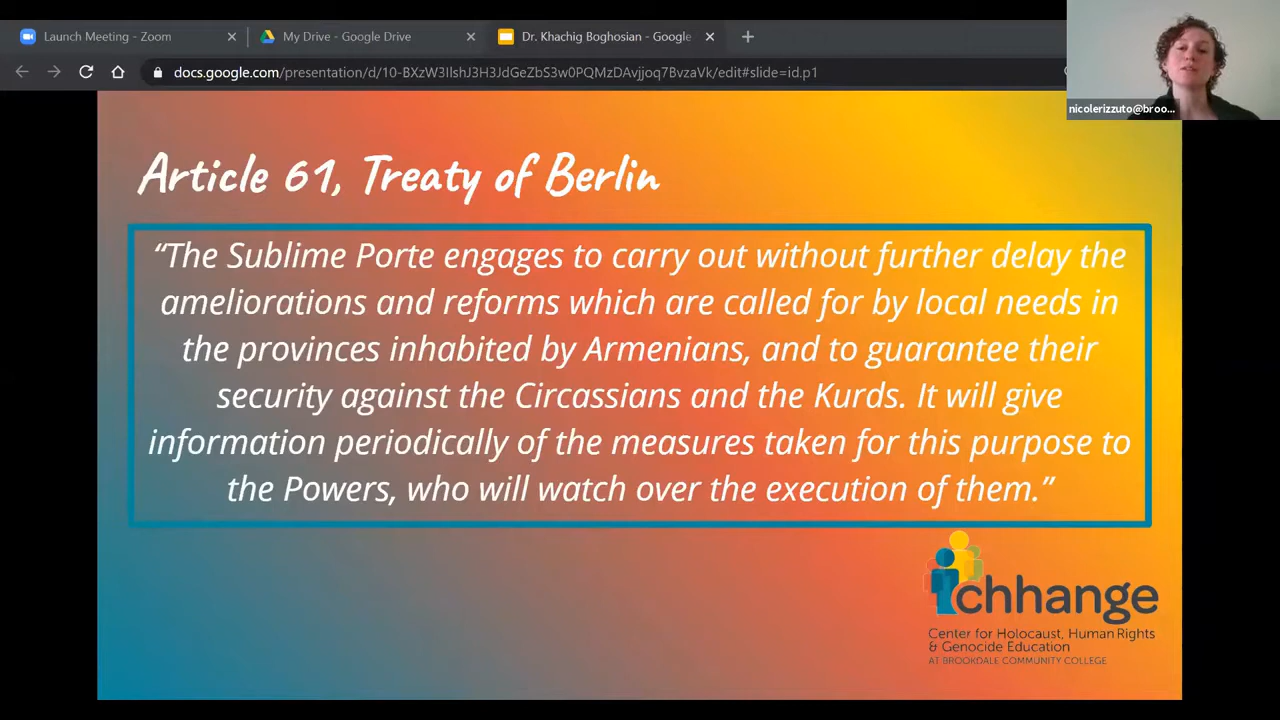 Launch Meeting - Zoom
My Drive - Google Drive
Dr. Khachig Boghosian - Google
docs.google.com/presentation/d/10-BXzW3IlshJ3H3JdGeZbS3w0PQMzDAvjjoq7BvzaVk/edit#slide=id.p1
nicolerizzuto@broo...
Article 61, Treaty of Berlin
“The Sublime Porte engages to carry out without further delay the
ameliorations and reforms which are called for by local needs in
the provinces inhabited by Armenians, and to guarantee their
security against the Circassians and the Kurds. It will give
information periodically of the measures taken for this purpose to
the Powers, who will watch over the execution of them.”
chhange
Center for Holocaust, Human Rights
& Genocide Education
AT BROOKDALE COMMUNITY COLLEGE